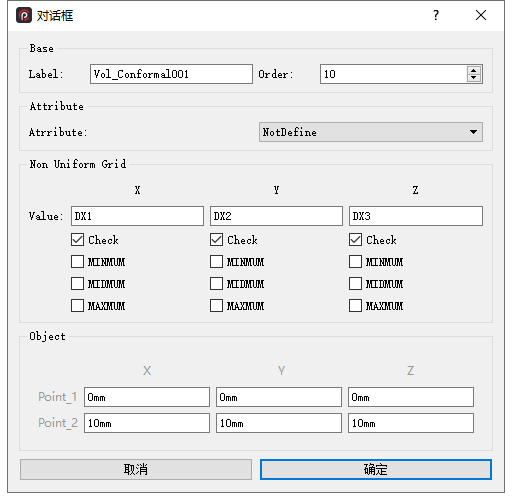 对话框 ?
Base
Label: Vol_Conformal001 Order: 10
Attribute
Atrribute: NotDefine
Non Uniform Grid
X Y Z
Value: DX1 DX2 DX3
Check Check Check
MINMUM MINMUM MINMUM
MIDMUM MIDMUM MIDMUM
MAXMUM MAXMUM MAXMUM
Object
X Y Z
Point_1 0mm 0mm 0mm
Point_2 10mm 10mm 10mm
取消 确定